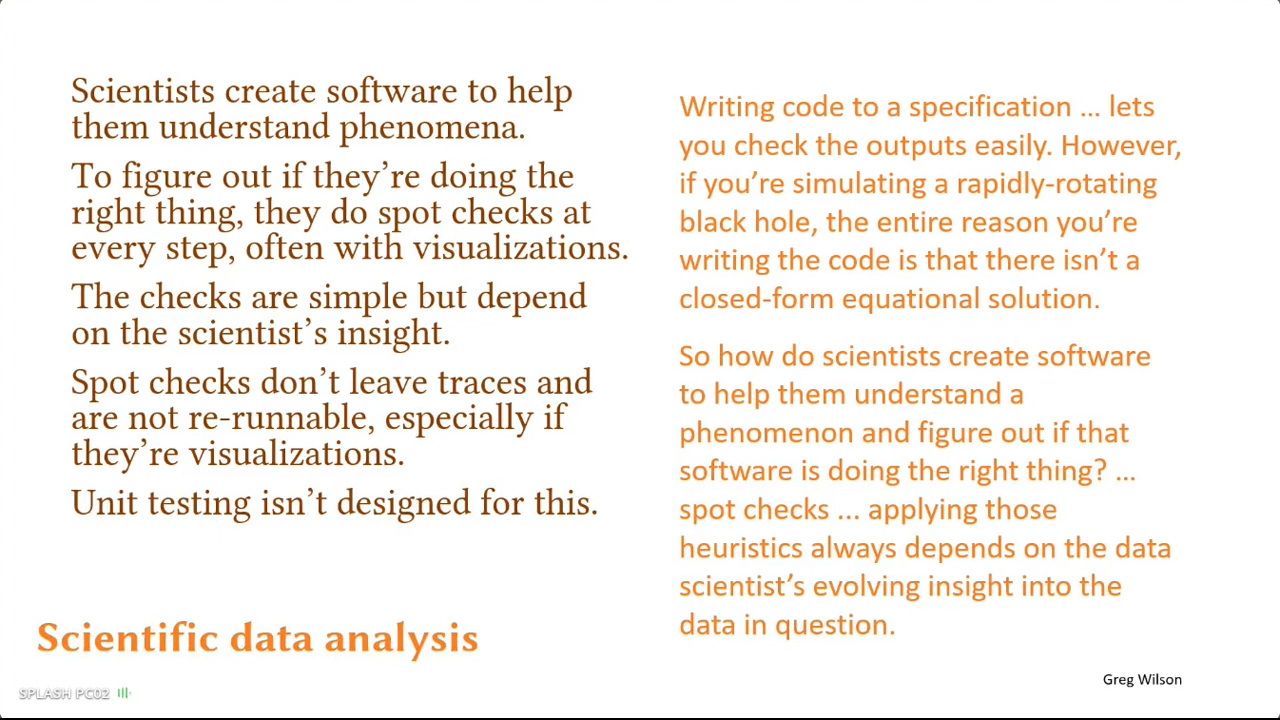 Scientists create software to help
them understand phenomena.
To figure out if they’re doing the
right thing, they do spot checks at
every step, often with visualizations.
The checks are simple but depend
on the scientist’s insight.
Spot checks don’t leave traces and
are not re-runnable, especially if
they’re visualizations.
Unit testing isn’t designed for this.
Writing code to a specification ... lets
you check the outputs easily. However,
if you’re simulating a rapidly-rotating
black hole, the entire reason you’re
writing the code is that there isn’t a
closed-form equational solution.
So how do scientists create software
to help them understand a
phenomenon and figure out if that
software is doing the right thing? ...
spot checks ... applying those
heuristics always depends on the data
scientist’s evolving insight into the
data in question.
Scientific data analysis
Greg Wilson
SPLASH PC02